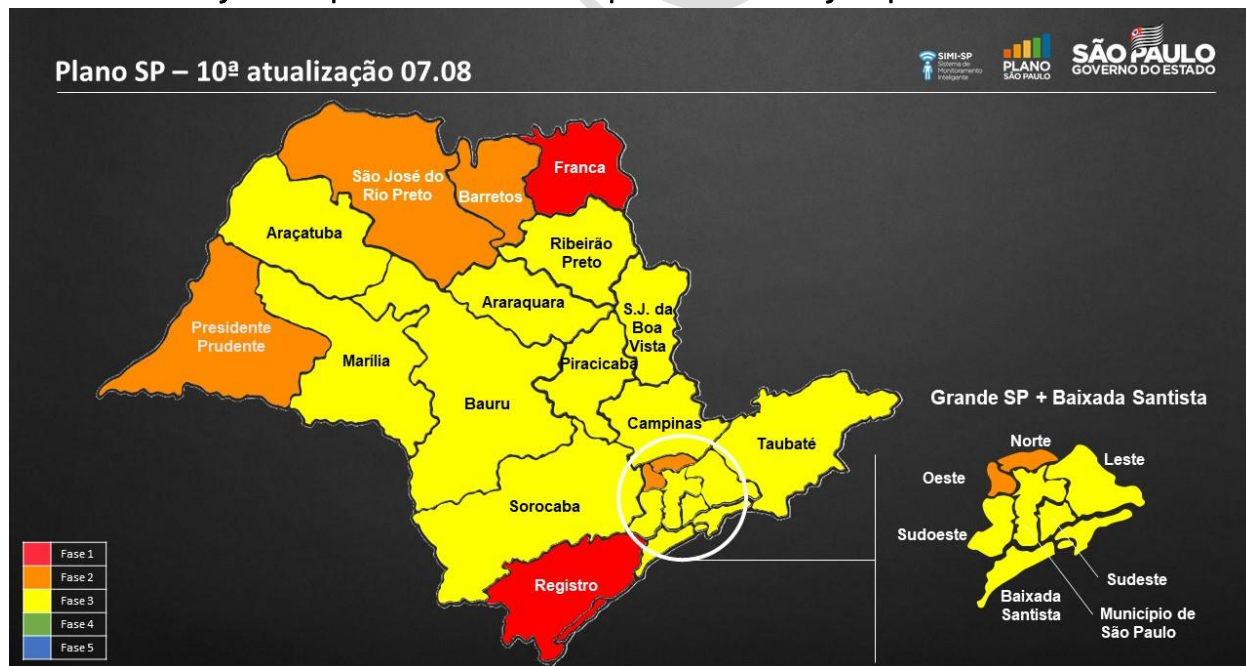 Plano SP – 10ª atualização 07.08
SIMI-SP
Sistema de
Monitoramento
Inteligente
PLANO
SÃO PAULO
SÃO PAULO
GOVERNO DO ESTADO
Franca
São José do
Rio Preto
Barretos
Araçatuba
Ribeirão
Preto
Araraquara
S.J. da
Boa
Vista
Presidente
Prudente
Marília
Piracicaba
Bauru
Campinas
Taubaté
Sorocaba
Registro
Grande SP + Baixada Santista
Norte
Leste
Oeste
Sudoeste
Sudeste
Baixada
Santista
Município de
São Paulo
Fase 1
Fase 2
Fase 3
Fase 4
Fase 5